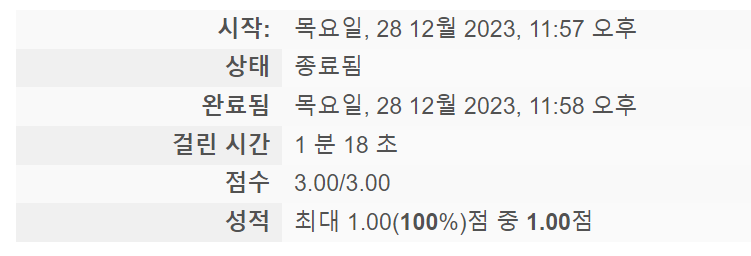 시작: 목요일, 28 12월 2023, 11:57 오후
상태 종료됨
완료됨 목요일, 28 12월 2023, 11:58 오후
걸린 시간 1 분 18 초
점수 3.00/3.00
성적 최대 1.00(100%)점 중 1.00점